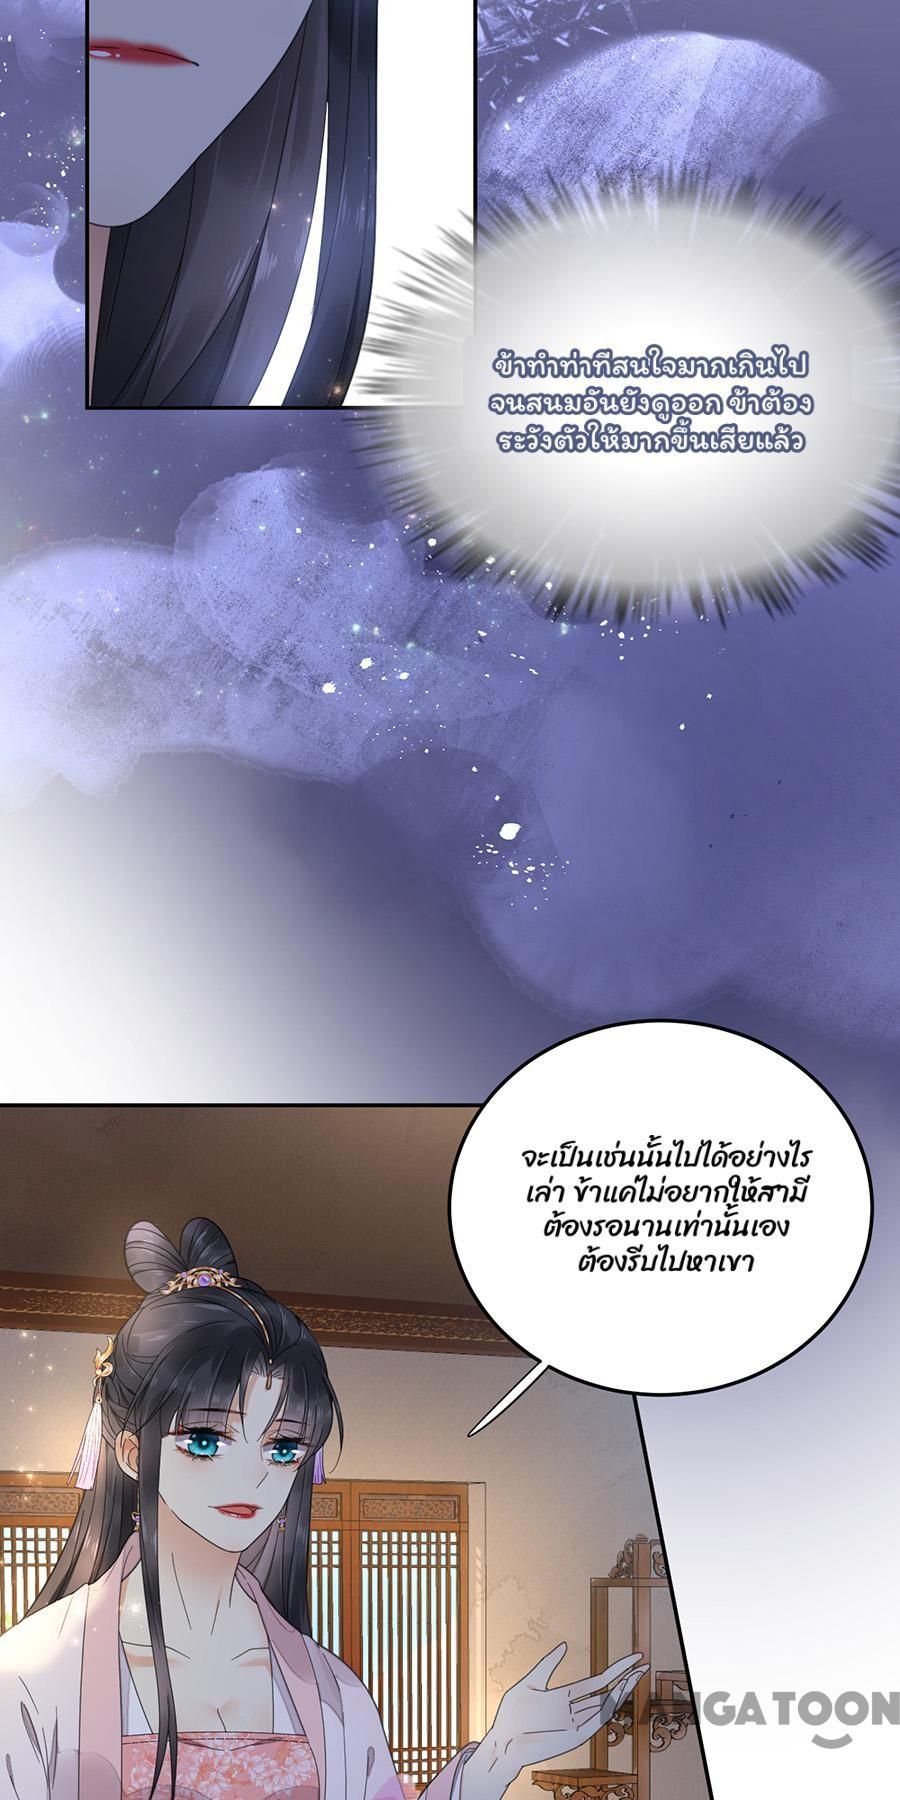 ข้าทำท่าทีสนใจมากเกินไป
จนสนมอันยังดูออก ข้าต้อง
ระวังตัวให้มากขึ้นเสียแล้ว
จะเป็นเช่นนั้นไปได้อย่างไร
เล่า ข้าแค่ไม่อยากให้สามี
ต้องรอนานเท่านั้นเอง
ต้องรีบไปหาเขา
MANGATOON